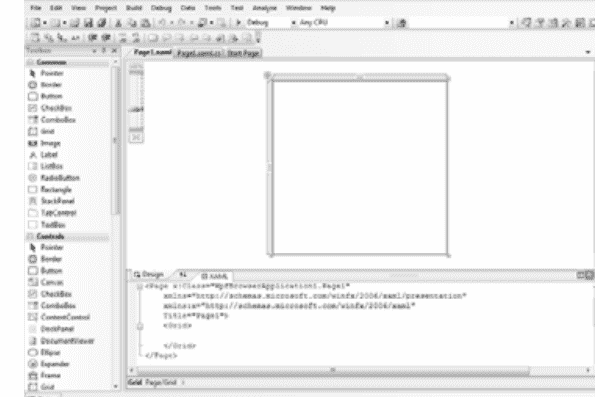 File Edit View Project Build Debug Data Tools Test Analyze Window Help
Debug Any CPU
Toolbox
Page1.xaml Page1.xaml.cs Start Page
Common
Pointer
Border
Button
CheckBox
ComboBox
Grid
Image
Label
ListBox
RadioButton
Rectangle
StackPanel
TabControl
TextBox
Controls
Pointer
Border
Button
Canvas
CheckBox
ComboBox
ContentControl
DockPanel
DocumentViewer
Ellipse
Expander
Frame
Grid
Design XAML
<Page x:Class="WpfBrowserApplication1.Page1"
xmlns="http://schemas.microsoft.com/winfx/2006/xaml/presentation"
xmlns:x="http://schemas.microsoft.com/winfx/2006/xaml"
Title="Page1">
<Grid>
</Grid>
</Page>
Grid Page/Grid